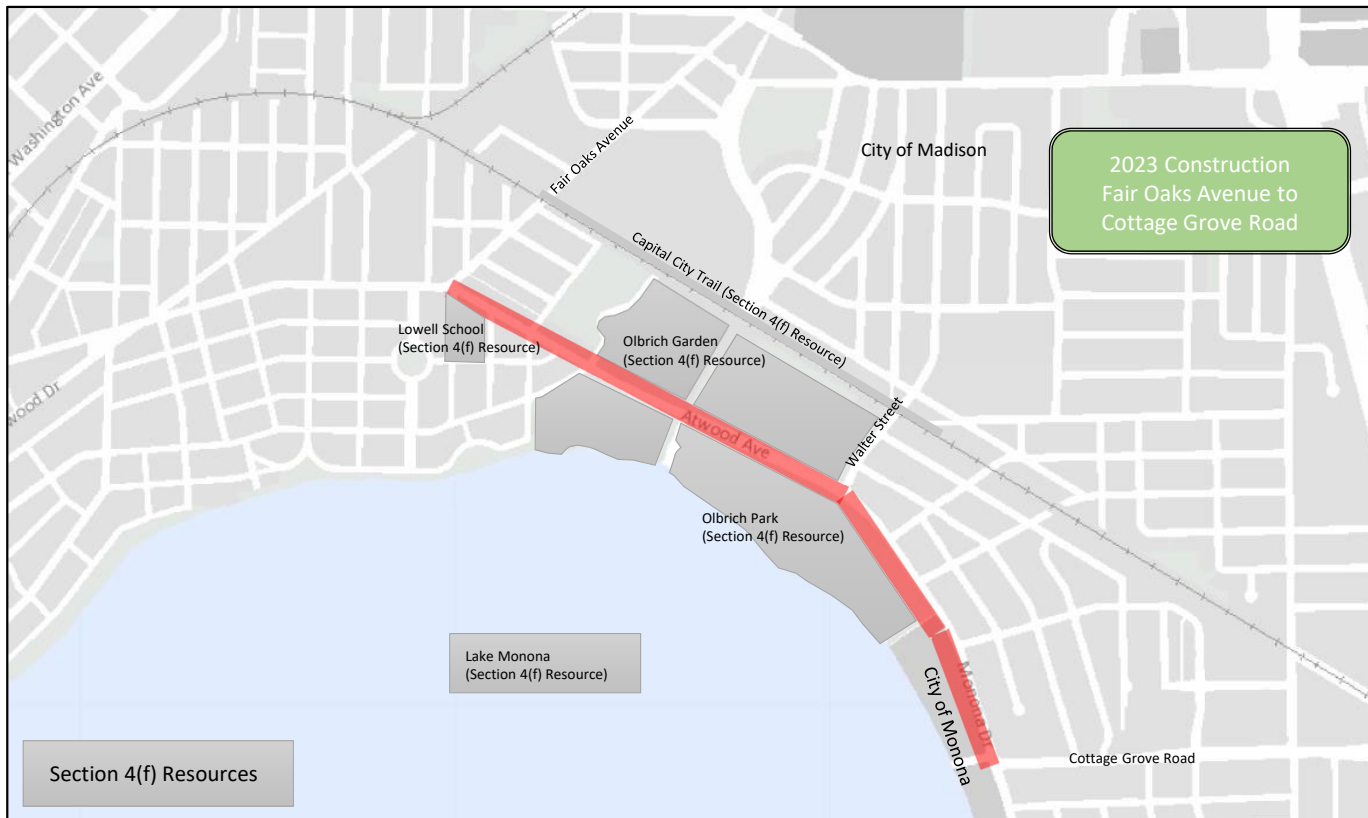 Washington Ave
Fair Oaks Avenue
City of Madison
2023 Construction
Fair Oaks Avenue to
Cottage Grove Road
Capital City Trail (Section 4(f) Resource)
Lowell School
(Section 4(f) Resource)
Olbrich Garden
(Section 4(f) Resource)
wood Dr
Atwood Ave
Walter Street
Olbrich Park
(Section 4(f) Resource)
Lake Monona
(Section 4(f) Resource)
City of Monona
Monona Dr
Cottage Grove Road
Section 4(f) Resources